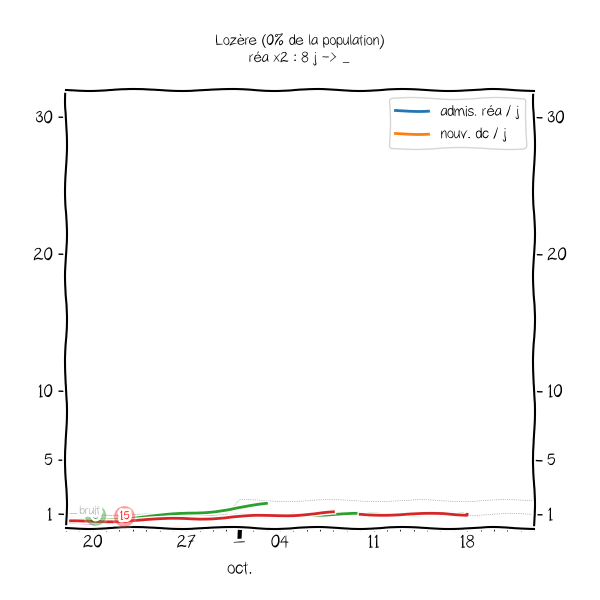 Lozère (0% de la population)
réa x2 : 8 j -> _
admis. réa / j
nouv. dc / j
30
30
20
20
10
10
5
5
bruit
15
1
1
20
27
04
11
18
oct.